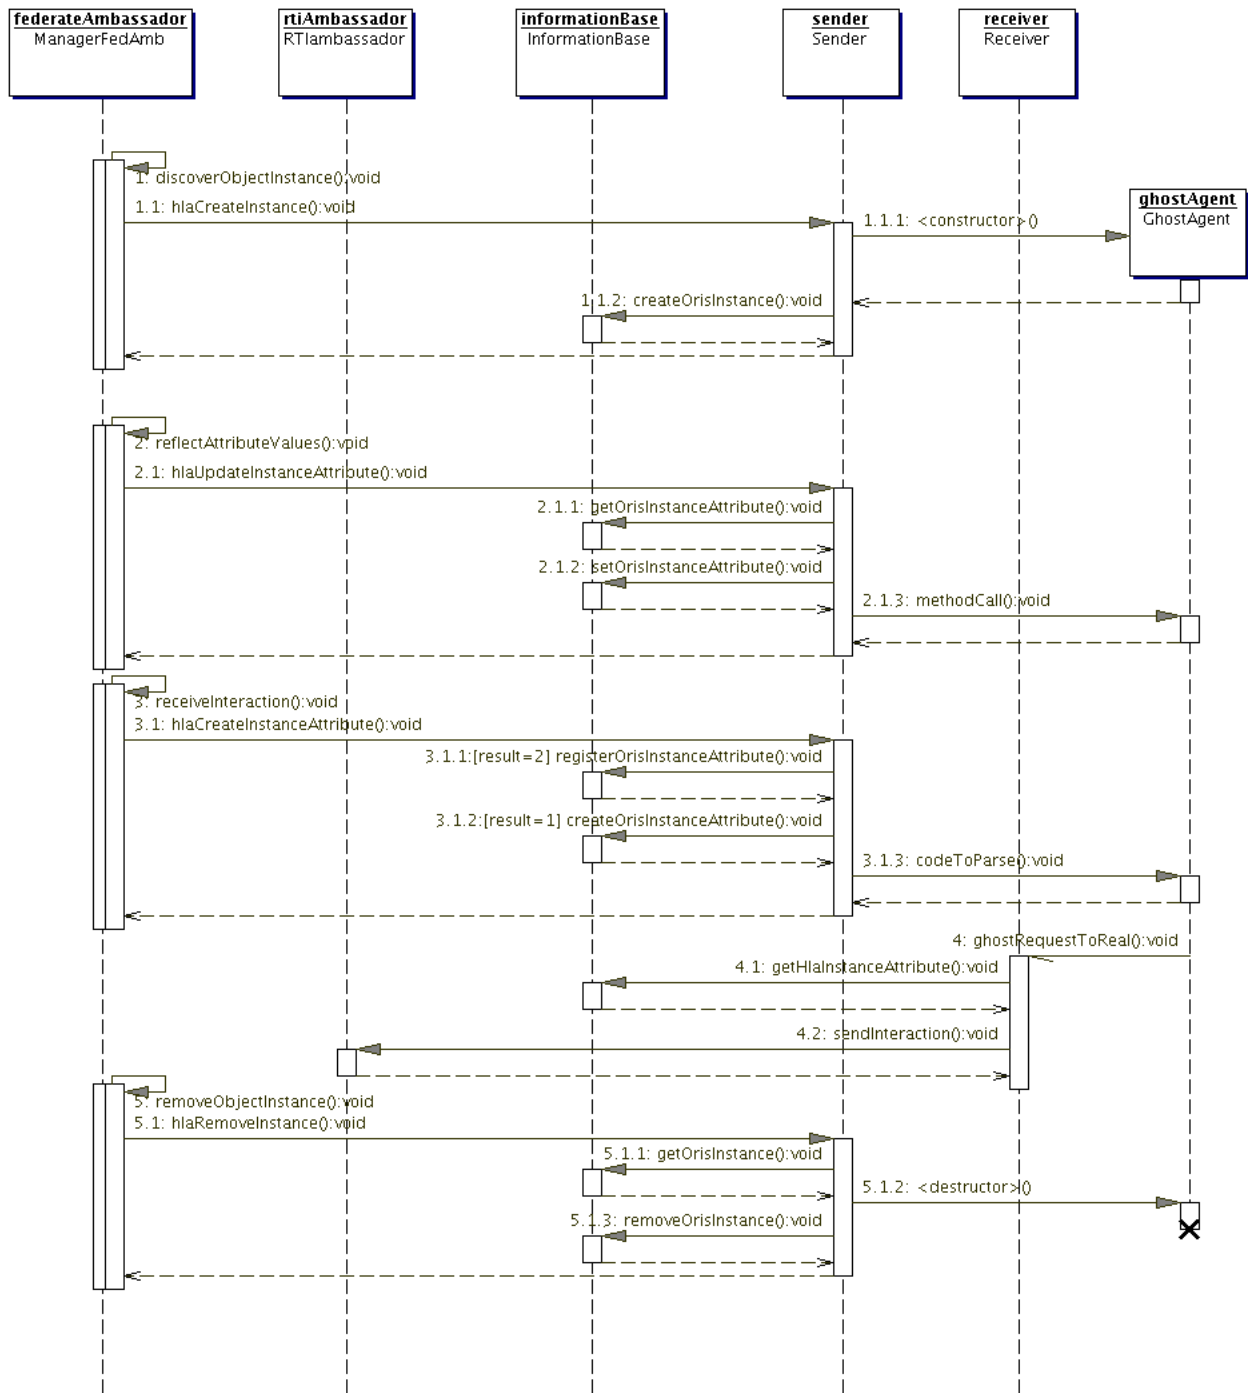 federateAmbassador
ManagerFedAmb
rtiAmbassador
RTIambassador
informationBase
InformationBase
sender
Sender
receiver
Receiver
1: discoverObjectInstance():void
1.1: hlaCreateInstance():void
1.1.1: <constructor>()
ghostAgent
GhostAgent
1.1.2: createOrisInstance():void
2: reflectAttributeValues():void
2.1: hlaUpdateInstanceAttribute():void
2.1.1: getOrisInstanceAttribute():void
2.1.2: setOrisInstanceAttribute():void
2.1.3: methodCall():void
3: receiveInteraction():void
3.1: hlaCreateInstanceAttribute():void
3.1.1:[result=2] registerOrisInstanceAttribute():void
3.1.2:[result=1] createOrisInstanceAttribute():void
3.1.3: codeToParse():void
4: ghostRequestToReal():void
4.1: getHlaInstanceAttribute():void
4.2: sendInteraction():void
5: removeObjectInstance():void
5.1: hlaRemoveInstance():void
5.1.1: getOrisInstance():void
5.1.2: <destructor>()
5.1.3: removeOrisInstance():void